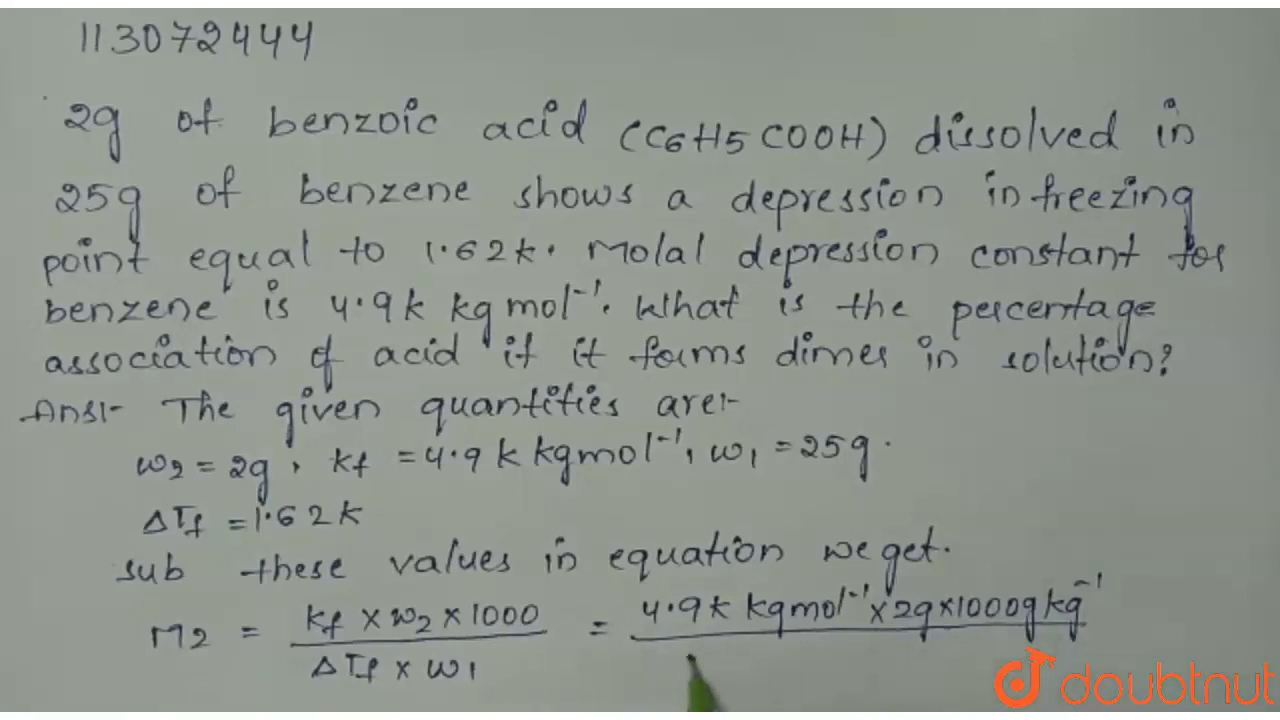 113072444
2g of benzoic acid (C6H5COOH) dissolved in
25g of benzene shows a depression in freezing
point equal to 1.62k. Molal depression constant for
benzene is 4.9k kg mol⁻¹. What is the percentage
association of acid if it forms dimer in solution?
Ans:- The given quantities are:-
w2 = 2g, kf = 4.9 k kgmol⁻¹, w1 = 25g.
ΔTf = 1.62k
sub these values in equation we get.
M2 = kf × w2 × 1000 / ΔTf × w1 = 4.9k kgmol⁻¹ × 2g × 1000g kg⁻¹
doubtnut